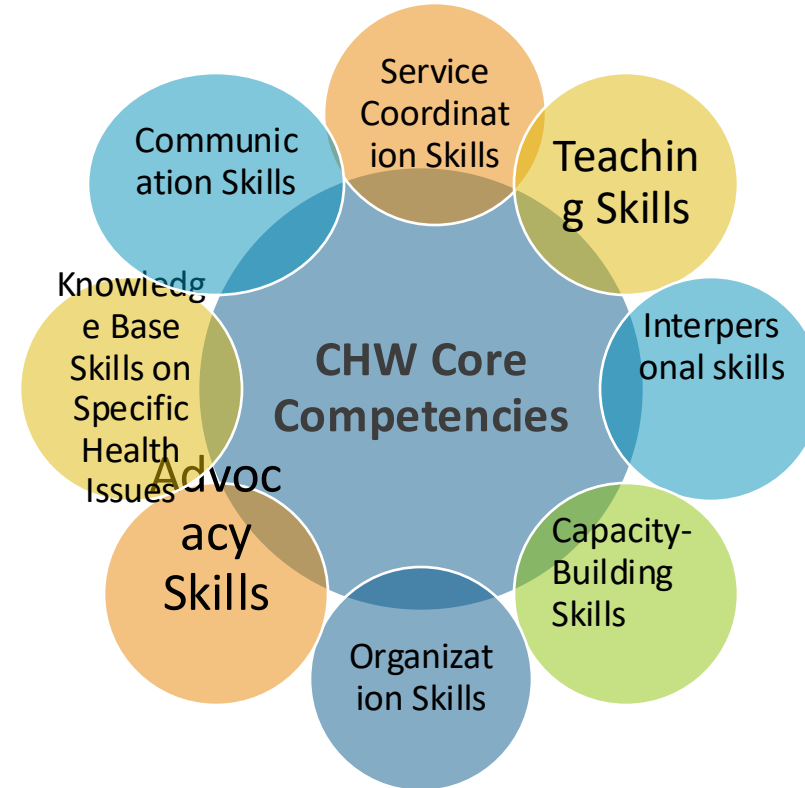 Service
Coordinat
ion Skills
Teachin
g Skills
Interpers
onal skills
Capacity-
Building
Skills
Organizat
ion Skills
Advoc
acy
Skills
Knowledg
e Base
Skills on
Specific
Health
Issues
Communic
ation Skills
CHW Core
Competencies